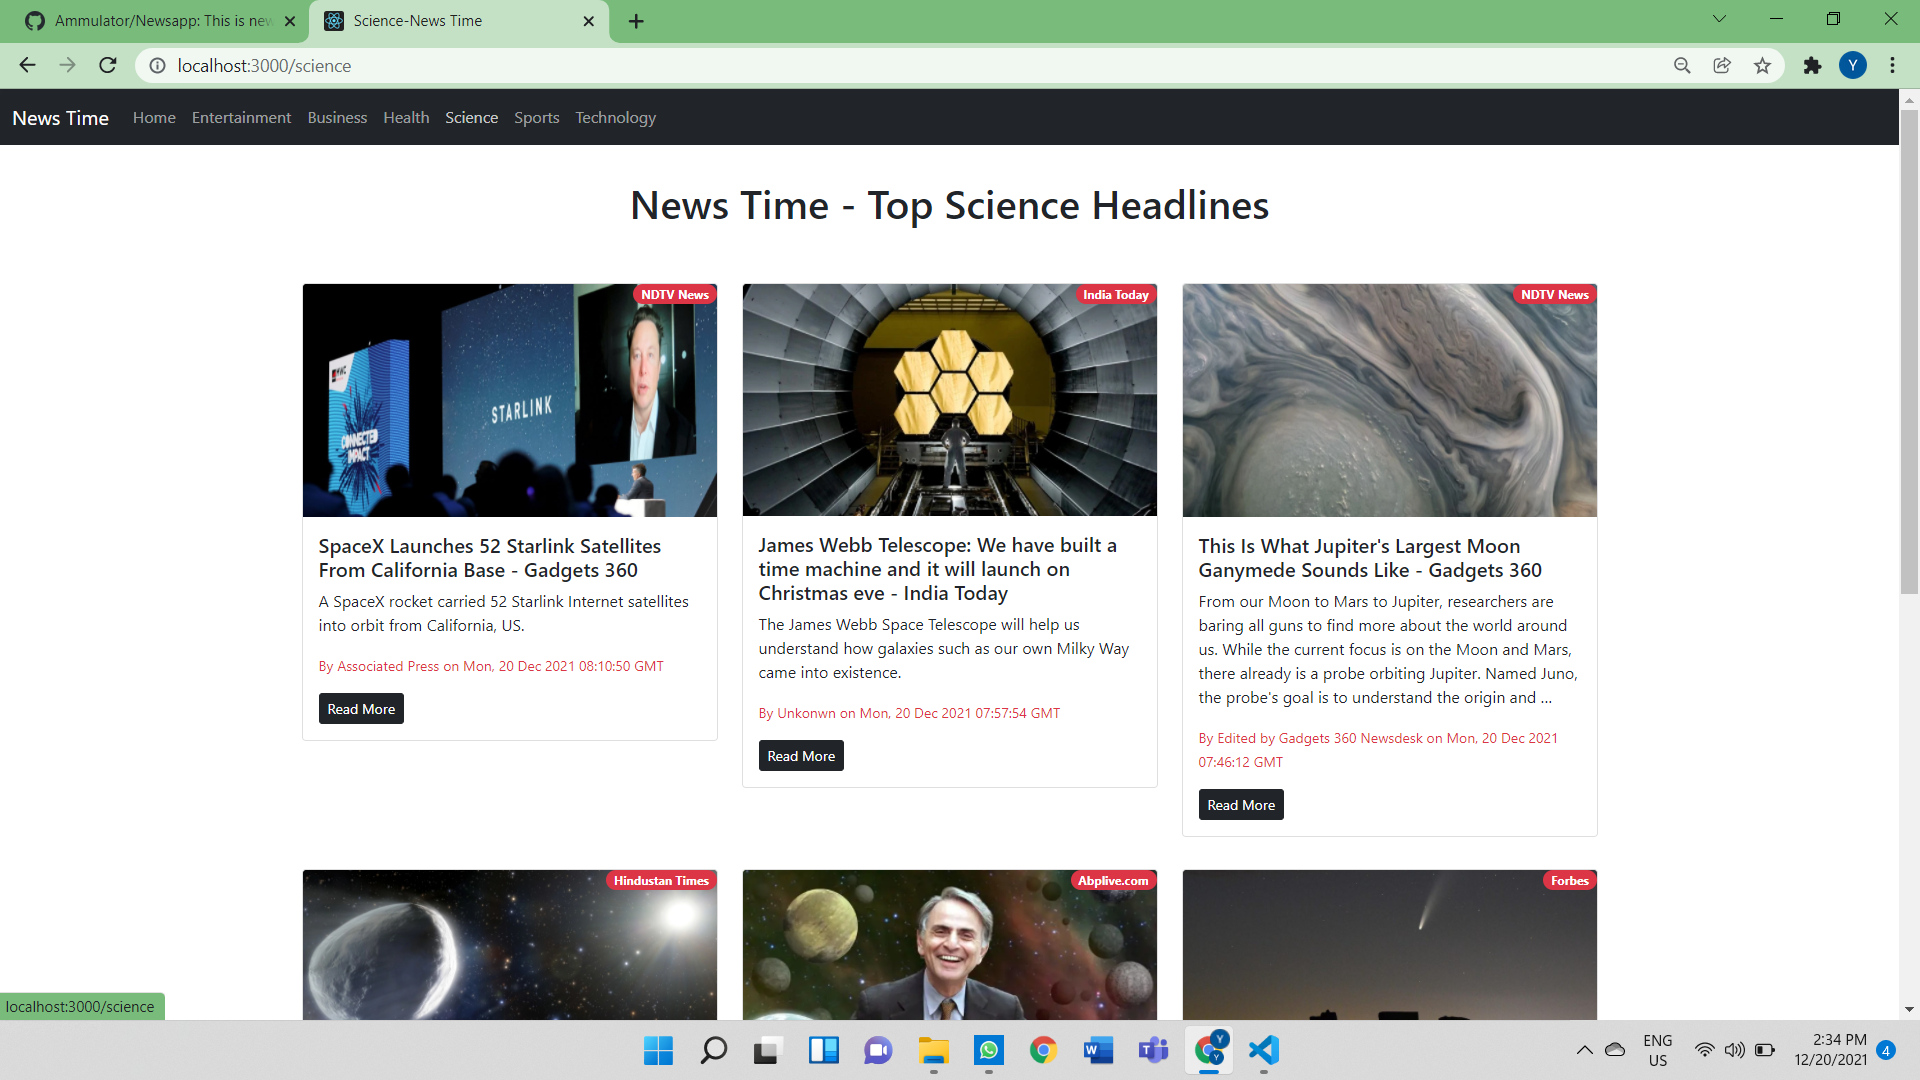 Ammulator/Newsapp: This is new
Science-News Time
localhost:3000/science
Y
News Time Home Entertainment Business Health Science Sports Technology
News Time - Top Science Headlines
NDTV News
CONNECTED
IMPACT
STARLINK
SpaceX Launches 52 Starlink Satellites
From California Base - Gadgets 360
A SpaceX rocket carried 52 Starlink Internet satellites
into orbit from California, US.
By Associated Press on Mon, 20 Dec 2021 08:10:50 GMT
Read More
India Today
James Webb Telescope: We have built a
time machine and it will launch on
Christmas eve - India Today
The James Webb Space Telescope will help us
understand how galaxies such as our own Milky Way
came into existence.
By Unkonwn on Mon, 20 Dec 2021 07:57:54 GMT
Read More
NDTV News
This Is What Jupiter's Largest Moon
Ganymede Sounds Like - Gadgets 360
From our Moon to Mars to Jupiter, researchers are
baring all guns to find more about the world around
us. While the current focus is on the Moon and Mars,
there already is a probe orbiting Jupiter. Named Juno,
the probe's goal is to understand the origin and ...
By Edited by Gadgets 360 Newsdesk on Mon, 20 Dec 2021
07:46:12 GMT
Read More
Hindustan Times
Abplive.com
Forbes
localhost:3000/science
ENG
US
2:34 PM
12/20/2021
4